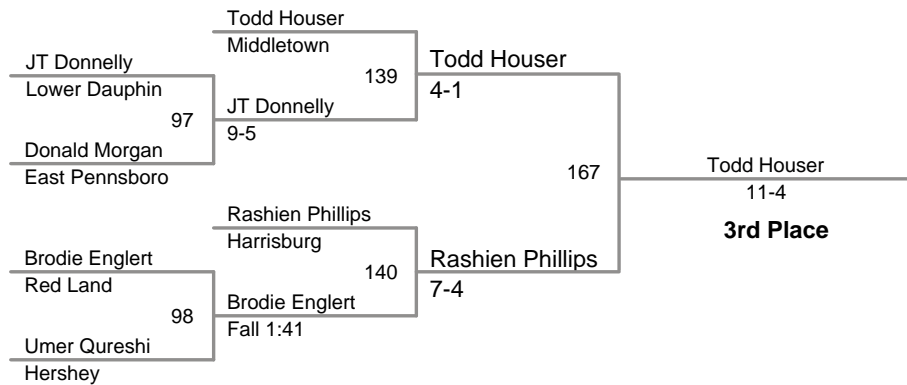 Todd Houser
Middletown
JT Donnelly
Lower Dauphin
139
Todd Houser
4-1
97
JT Donnelly
9-5
Donald Morgan
East Pennsboro
167
Todd Houser
11-4
3rd Place
Rashien Phillips
Harrisburg
Brodie Englert
Red Land
140
Rashien Phillips
7-4
98
Brodie Englert
Fall 1:41
Umer Qureshi
Hershey